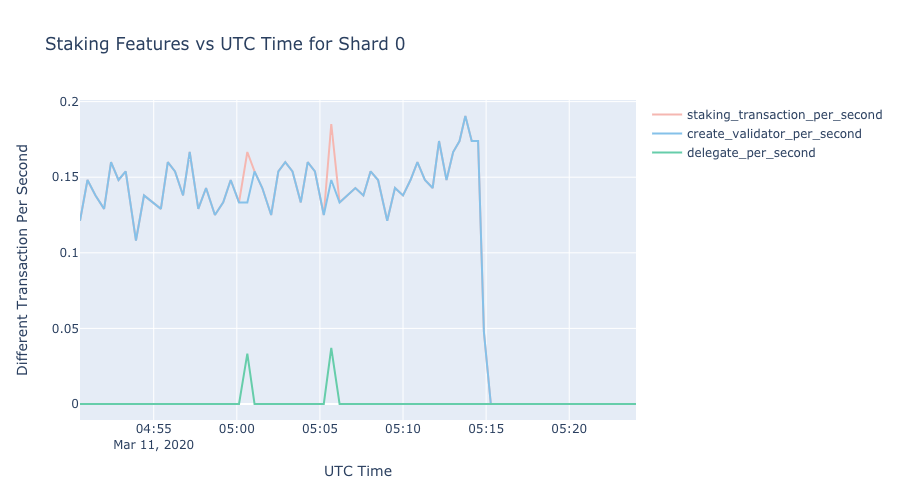 Staking Features vs UTC Time for Shard 0
Different Transaction Per Second
0.2
0.15
0.1
0.05
0
04:55
05:00
05:05
05:10
05:15
05:20
Mar 11, 2020
UTC Time
staking_transaction_per_second
create_validator_per_second
delegate_per_second